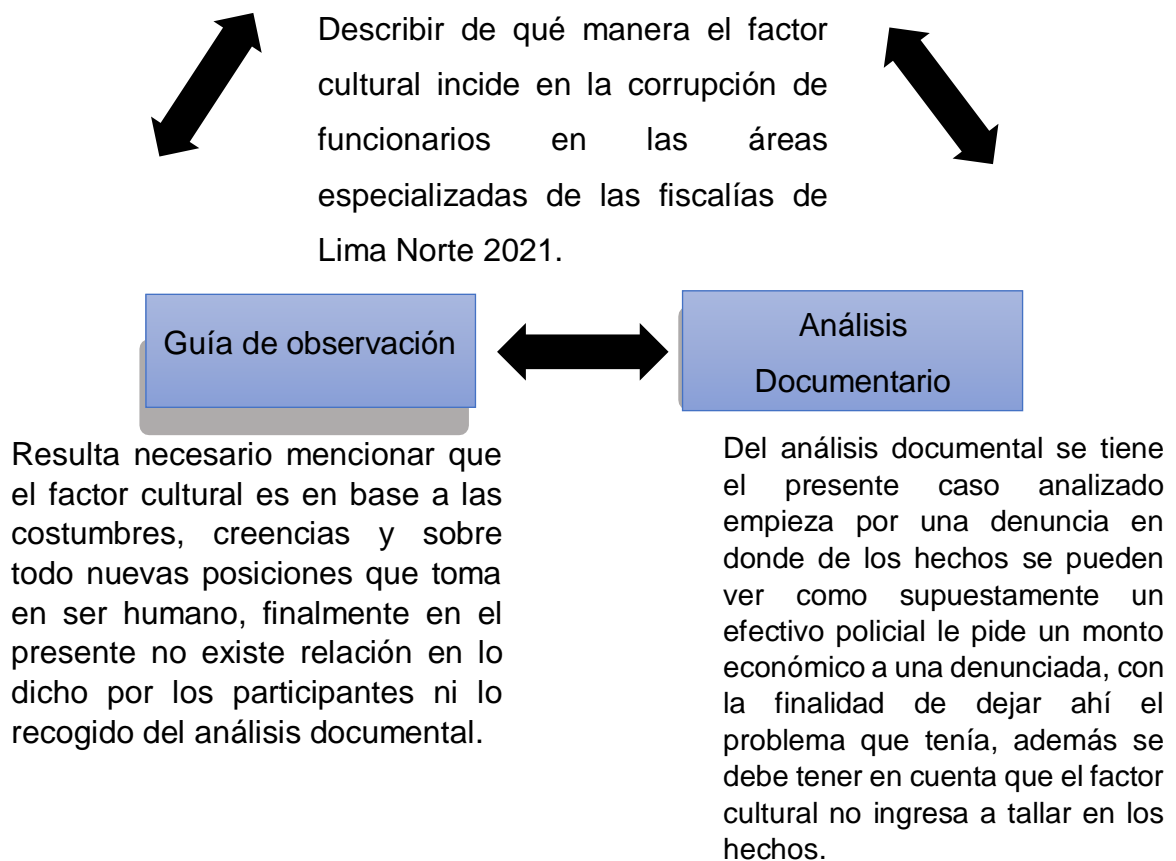 Describir de qué manera el factor
cultural incide en la corrupción de
funcionarios en las áreas
especializadas de las fiscalías de
Lima Norte 2021.
Guía de observación
Análisis
Documentario
Resulta necesario mencionar que
el factor cultural es en base a las
costumbres, creencias y sobre
todo nuevas posiciones que toma
en ser humano, finalmente en el
presente no existe relación en lo
dicho por los participantes ni lo
recogido del análisis documental.
Del análisis documental se tiene
el presente caso analizado
empieza por una denuncia en
donde de los hechos se pueden
ver como supuestamente un
efectivo policial le pide un monto
económico a una denunciada, con
la finalidad de dejar ahí el
problema que tenía, además se
debe tener en cuenta que el factor
cultural no ingresa a tallar en los
hechos.